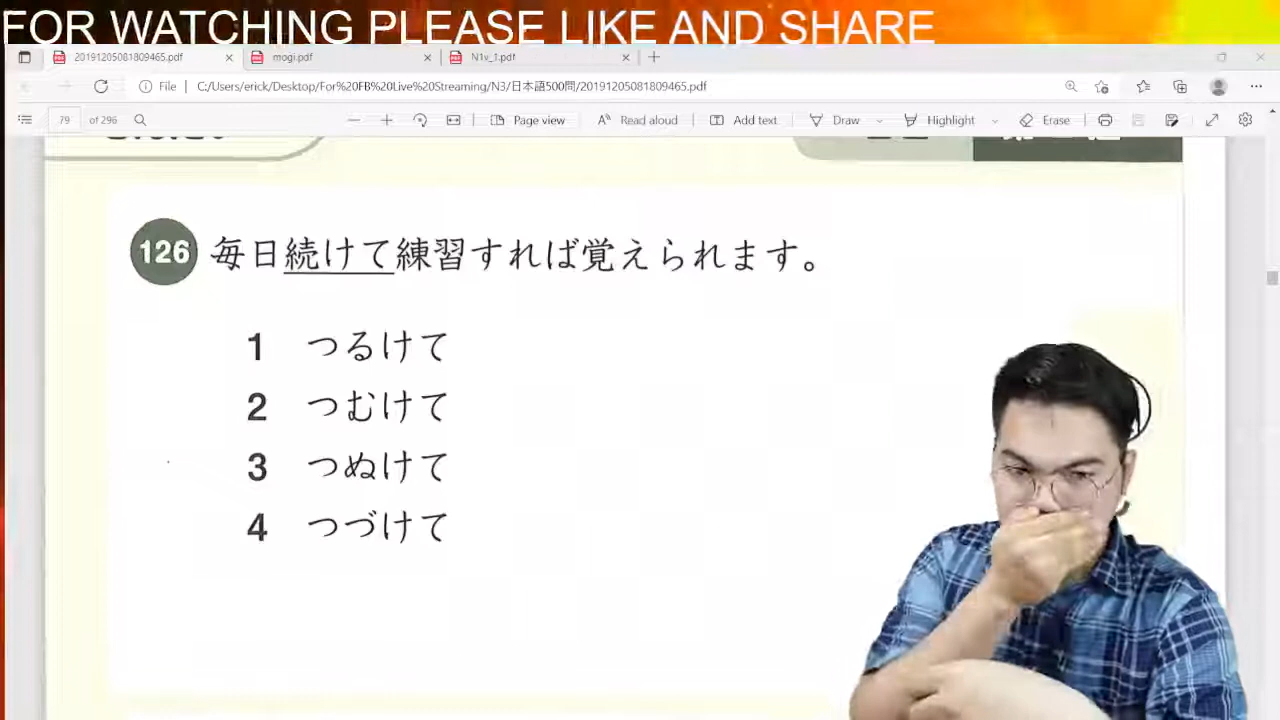 FOR WATCHING PLEASE LIKE AND SHARE
20191205081809465.pdf
mogi.pdf
N1v_1.pdf
File
C:/Users/erick/Desktop/For%20FB%20Live%20Streaming/N3/日本語500問/20191205081809465.pdf
79 of 296
Page view
Read aloud
Add text
Draw
Highlight
Erase
126 毎日続けて練習すれば覚えられます。
1 つるけて
2 つむけて
3 つぬけて
4 つづけて